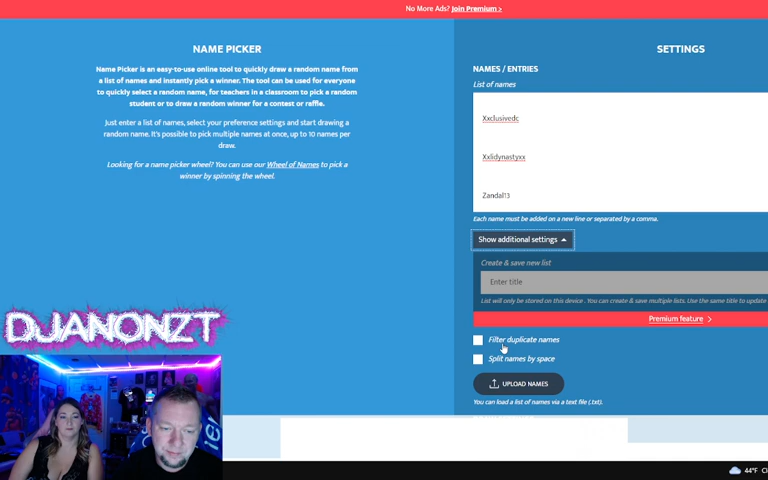 No More Ads? Join Premium >
NAME PICKER
Name Picker is an easy-to-use online tool to quickly draw a random name from
a list of names and instantly pick a winner. The tool can be used for everyone
to quickly select a random name, for teachers in a classroom to pick a random
student or to draw a random winner for a contest or raffle.
Just enter a list of names, select your preference settings and start drawing a
random name. It's possible to pick multiple names at once, up to 10 names per
draw.
Looking for a name picker wheel? You can use our Wheel of Names to pick a
winner by spinning the wheel.
SETTINGS
NAMES / ENTRIES
List of names
Xxclusivedc
Xxlidynastyxx
Zandal13
Each name must be added on a new line or separated by a comma.
Show additional settings
Create & save new list
Enter title
List will only be stored on this device . You can create & save multiple lists. Use the same title to update
Premium feature >
Filter duplicate names
Split names by space
UPLOAD NAMES
You can load a list of names via a text file (.txt).
DJANONZT
44°F